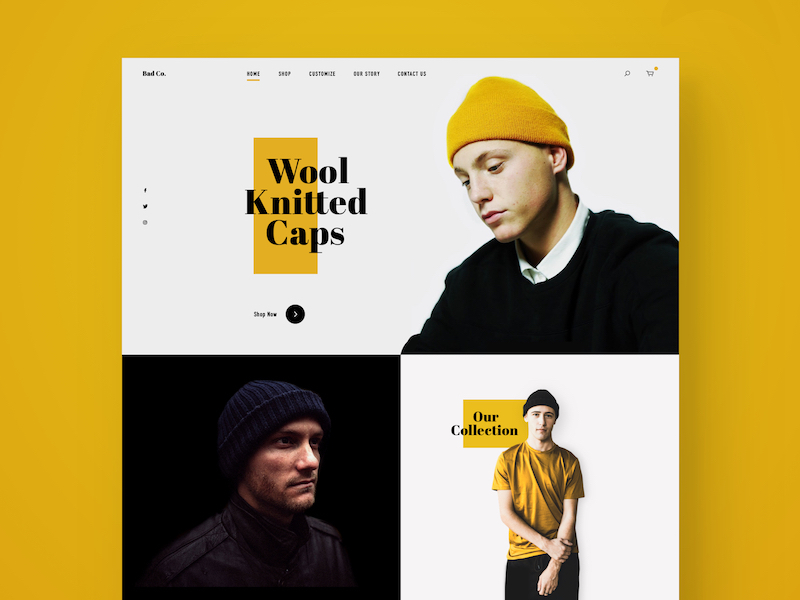 Bad Co.
HOME SHOP CUSTOMIZE OUR STORY CONTACT US
Wool
Knitted
Caps
Shop Now
Our
Collection